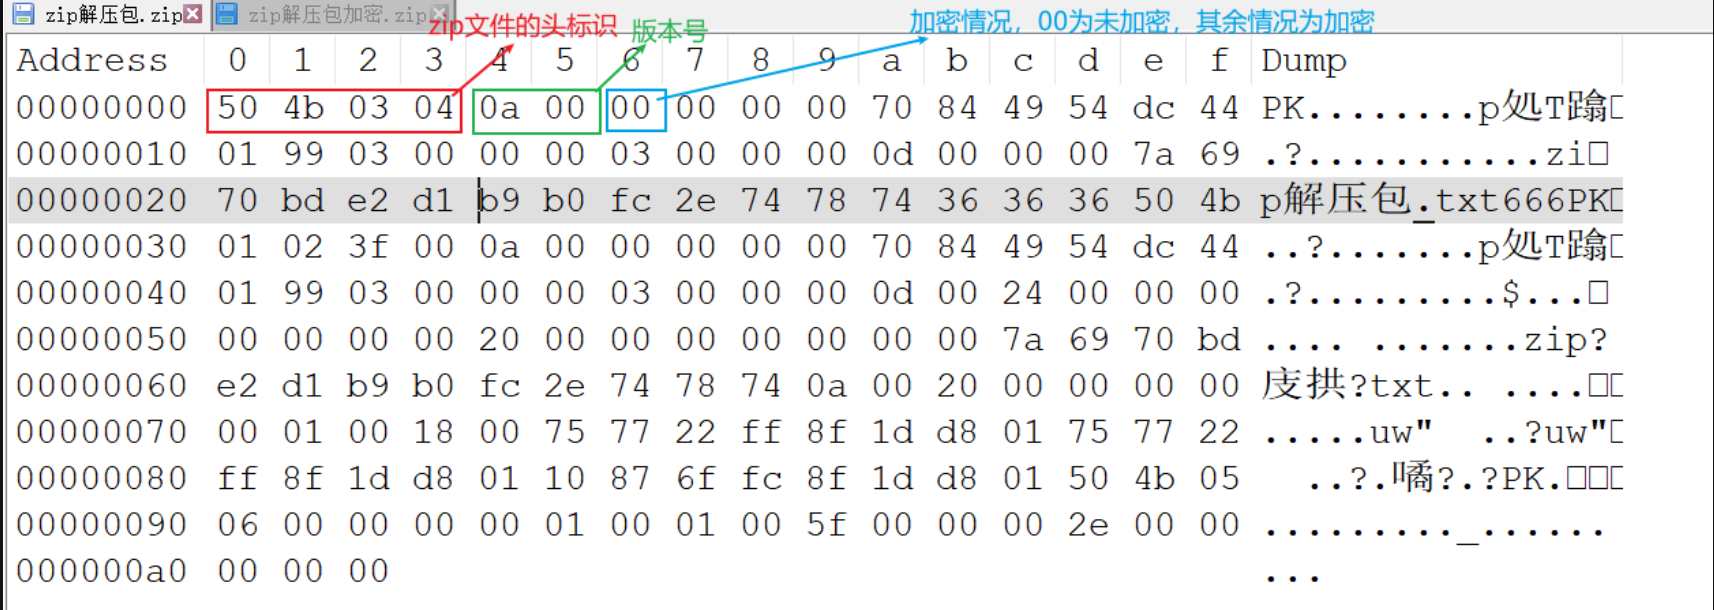 zip解压包.zip zip解压包加密.zip
zip文件的头标识 版本号 加密情况，00为未加密，其余情况为加密
Address 0 1 2 3 4 5 6 7 8 9 a b c d e f Dump
00000000 50 4b 03 04 0a 00 00 00 00 00 70 84 49 54 dc 44 PK........p処T蹹□
00000010 01 99 03 00 00 00 03 00 00 00 0d 00 00 00 7a 69 .?...........zi□
00000020 70 bd e2 d1 b9 b0 fc 2e 74 78 74 36 36 36 50 4b p解压包.txt666PK□
00000030 01 02 3f 00 0a 00 00 00 00 00 70 84 49 54 dc 44 ..?.......p処T蹹□
00000040 01 99 03 00 00 00 03 00 00 00 0d 00 24 00 00 00 .?.........$...□
00000050 00 00 00 00 20 00 00 00 00 00 00 00 7a 69 70 bd .... .......zip?
00000060 e2 d1 b9 b0 fc 2e 74 78 74 0a 00 20 00 00 00 00 庋拱?txt.. ....□□
00000070 00 01 00 18 00 75 77 22 ff 8f 1d d8 01 75 77 22 .....uw" ..?uw"□
00000080 ff 8f 1d d8 01 10 87 6f fc 8f 1d d8 01 50 4b 05 ..?.噊?.?PK.□□□
00000090 06 00 00 00 00 01 00 01 00 5f 00 00 00 2e 00 00 ........._......
000000a0 00 00 00 ...